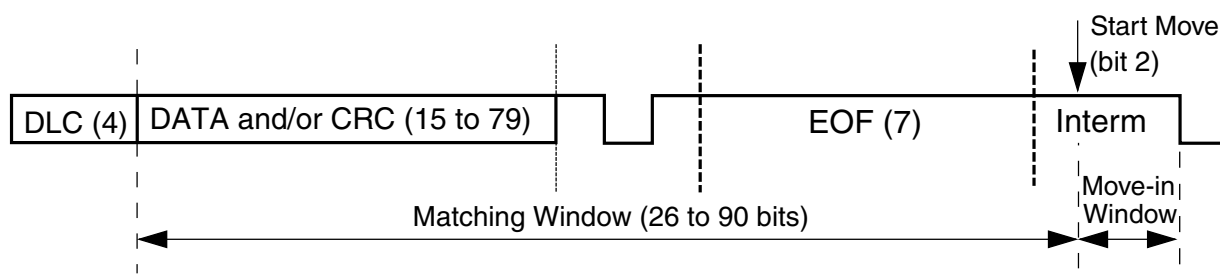 Start Move
(bit 2)
DLC (4)
DATA and/or CRC (15 to 79)
EOF (7)
Interm
Matching Window (26 to 90 bits)
Move-in
Window